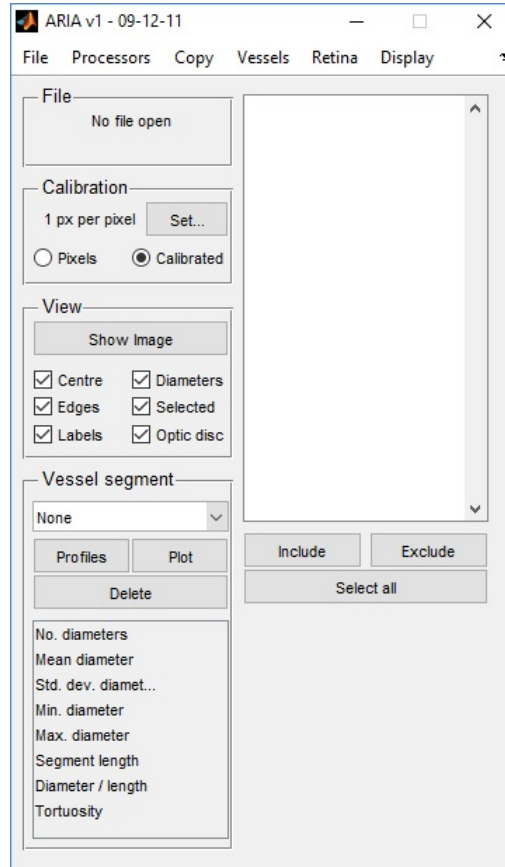 ARIA v1 - 09-12-11
File Processors Copy Vessels Retina Display
File
No file open
Calibration
1 px per pixel Set...
Pixels Calibrated
View
Show Image
Centre Diameters
Edges Selected
Labels Optic disc
Vessel segment
None
Profiles Plot
Delete
No. diameters
Mean diameter
Std. dev. diamet...
Min. diameter
Max. diameter
Segment length
Diameter / length
Tortuosity
Include Exclude
Select all